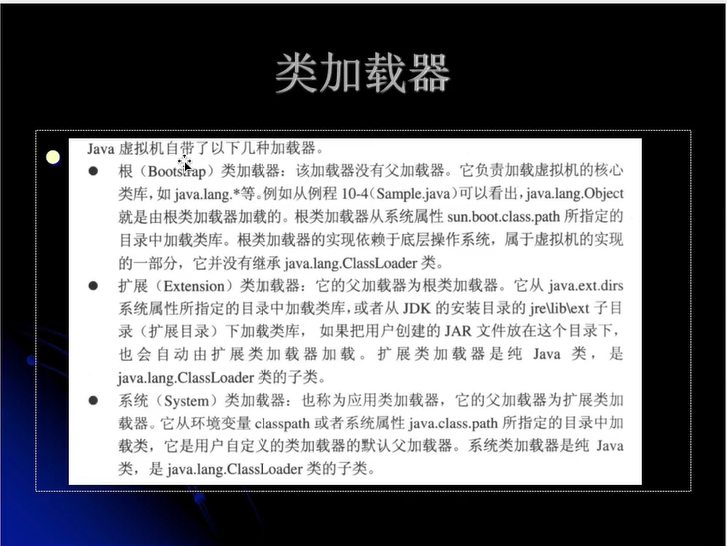 类加载器
Java 虚拟机自带了以下几种加载器。
● 根（Bootstrap）类加载器：该加载器没有父加载器。它负责加载虚拟机的核心
类库，如 java.lang.*等。例如从例程 10-4（Sample.java）可以看出，java.lang.Object
就是由根类加载器加载的。根类加载器从系统属性 sun.boot.class.path 所指定的
目录中加载类库。根类加载器的实现依赖于底层操作系统，属于虚拟机的实现
的一部分，它并没有继承 java.lang.ClassLoader 类。
● 扩展（Extension）类加载器：它的父加载器为根类加载器。它从 java.ext.dirs
系统属性所指定的目录中加载类库，或者从 JDK 的安装目录的 jre\lib\ext 子目
录（扩展目录）下加载类库， 如果把用户创建的 JAR 文件放在这个目录下，
也会自动由扩展类加载器加载。扩展类加载器是纯 Java 类，是
java.lang.ClassLoader 类的子类。
● 系统（System）类加载器：也称为应用类加载器，它的父加载器为扩展类加
载器。它从环境变量 classpath 或者系统属性 java.class.path 所指定的目录中加
载类，它是用户自定义的类加载器的默认父加载器。系统类加载器是纯 Java
类，是 java.lang.ClassLoader 类的子类。